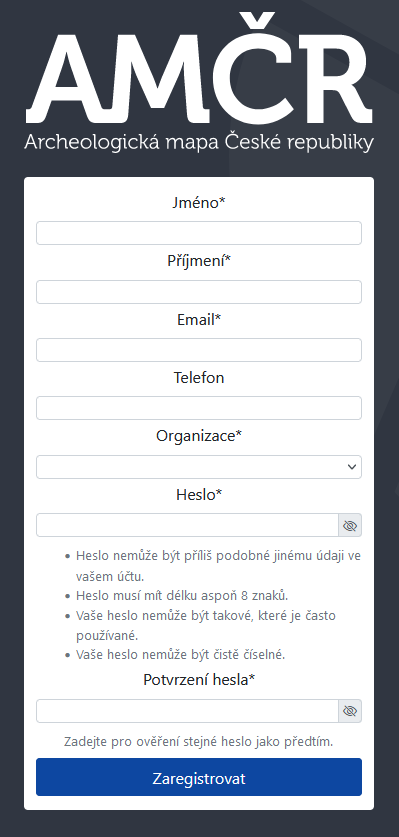 AMČR
Archeologická mapa České republiky
Jméno*
Příjmení*
Email*
Telefon
Organizace*
Heslo*
• Heslo nemůže být příliš podobné jinému údaji ve
vašem účtu.
• Heslo musí mít délku aspoň 8 znaků.
• Vaše heslo nemůže být takové, které je často
používané.
• Vaše heslo nemůže být čistě číselné.
Potvrzení hesla*
Zadejte pro ověření stejné heslo jako předtím.
Zaregistrovat